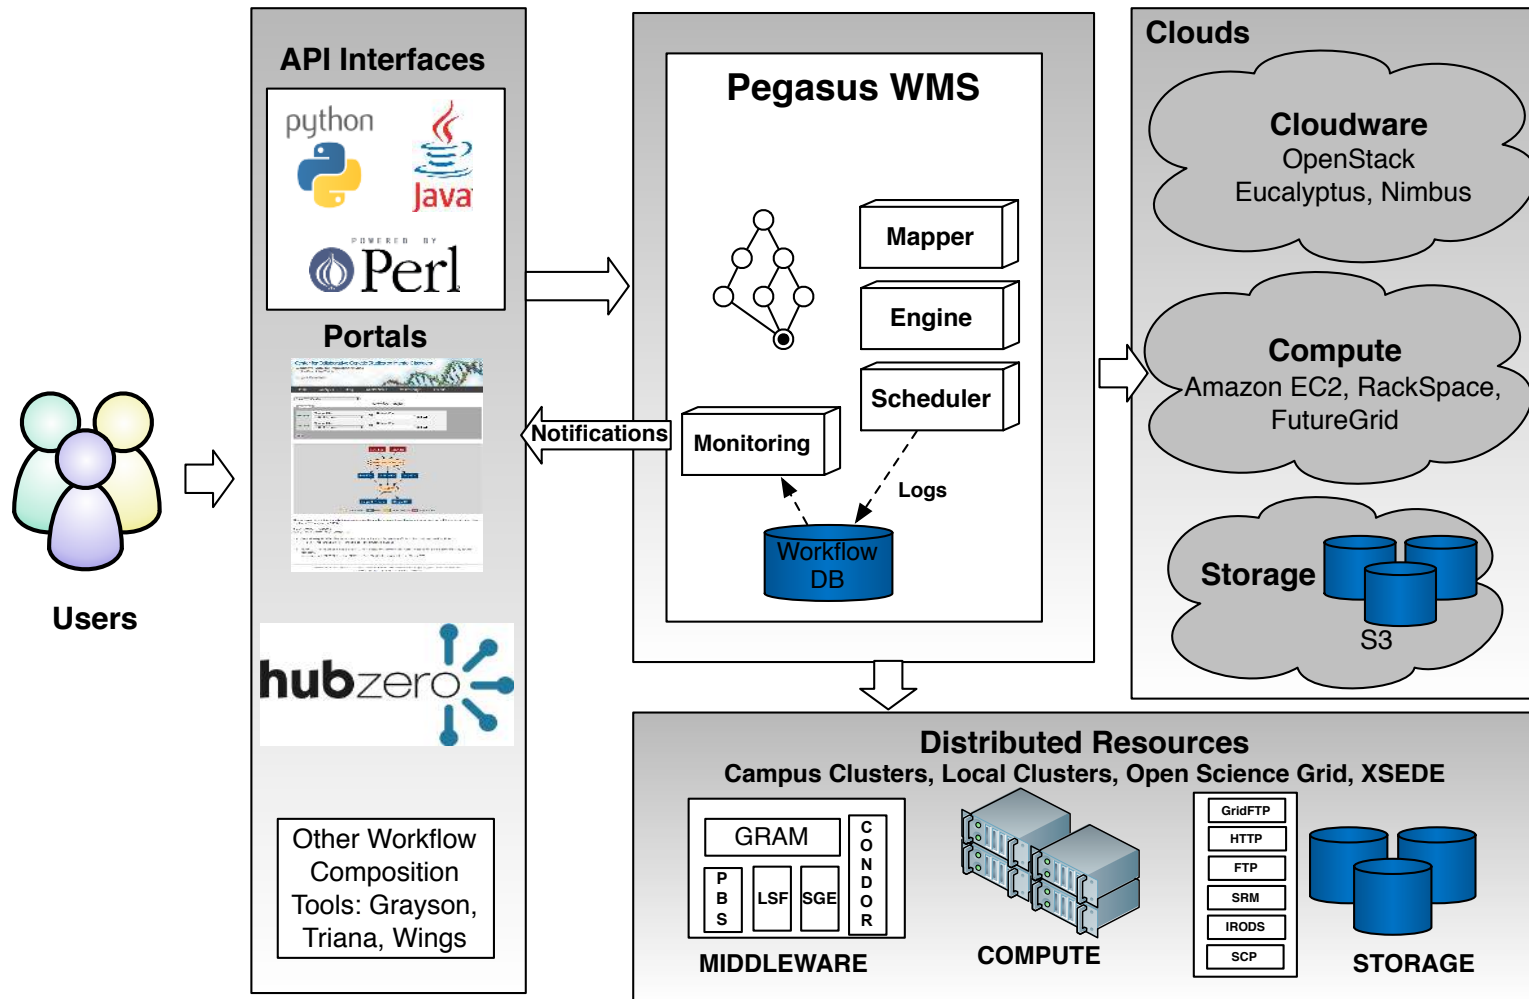 API Interfaces
python
Java
POWERED BY
Perl
Portals
hubzero
Other Workflow
Composition
Tools: Grayson,
Triana, Wings
Users
Notifications
Pegasus WMS
Mapper
Engine
Scheduler
Monitoring
Logs
Workflow
DB
Clouds
Cloudware
OpenStack
Eucalyptus, Nimbus
Compute
Amazon EC2, RackSpace,
FutureGrid
Storage
S3
Distributed Resources
Campus Clusters, Local Clusters, Open Science Grid, XSEDE
GRAM
PBS
LSF
SGE
CONDOR
MIDDLEWARE
COMPUTE
GridFTP
HTTP
FTP
SRM
IRODS
SCP
STORAGE